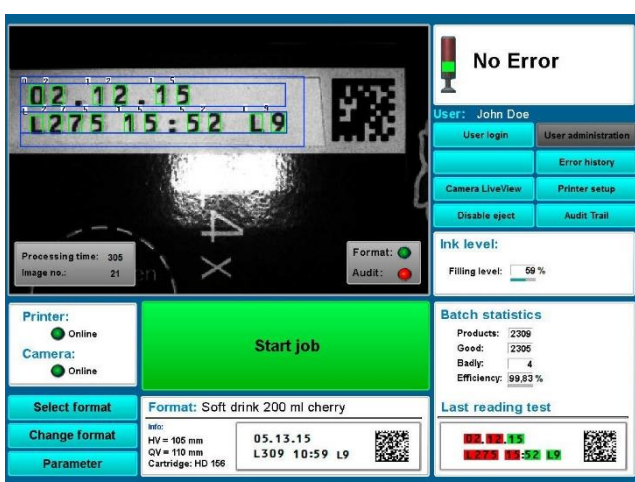 02.12.15
L275 15:52 L9
4 x
en
Processing time: 305
Image no.: 21
Format:
Audit:
No Error
User: John Doe
User login
User administration
Error history
Camera LiveView
Printer setup
Disable eject
Audit Trail
Ink level:
Filling level: 59 %
Printer:
Online
Camera:
Online
Start job
Batch statistics
Products: 2309
Good: 2305
Badly: 4
Efficiency: 99,83 %
Select format
Change format
Parameter
Format: Soft drink 200 ml cherry
Info:
HV = 105 mm
QV = 110 mm
Cartridge: HD 156
05.13.15
L309 10:59 L9
Last reading test
02.12.15
L275 15:52 L9